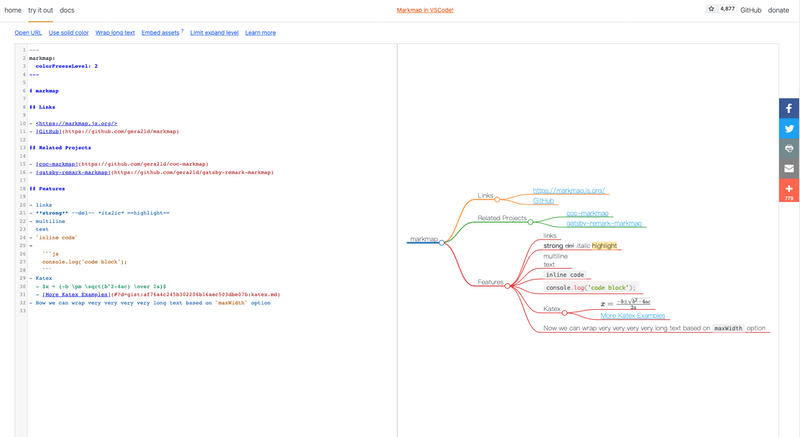 home try it out docs
Markmap in VSCode!
4,877 GitHub donate
Open URL Use solid color Wrap long text Embed assets ? Limit expand level Learn more
1 ---
2 markmap:
3 colorFreezeLevel: 2
4 ---
5
6 # markmap
7
8 ## Links
9
10 - <https://markmap.js.org/>
11 - [GitHub](https://github.com/gera2ld/markmap)
12
13 ## Related Projects
14
15 - [coc-markmap](https://github.com/gera2ld/coc-markmap)
16 - [gatsby-remark-markmap](https://github.com/gera2ld/gatsby-remark-markmap)
17
18 ## Features
19
20 - links
21 - **strong** ~~del~~ *italic* ==highlight==
22 - multiline
23 text
24 - `inline code`
25 -
26 ```js
27 console.log('code block');
28 ```
29 - Katex
30 - $x = {-b \pm \sqrt{b^2-4ac} \over 2a}$
31 - [More Katex Examples](#?d=gist:af76a4c245b302206b16aec503dbe07b:katex.md)
32 - Now we can wrap very very very very long text based on `maxWidth` option
33
markmap
Links
https://markmap.js.org/
GitHub
Related Projects
coc-markmap
gatsby-remark-markmap
Features
links
strong del italic highlight
multiline
text
inline code
console.log('code block');
Katex
x = -b±√b²-4ac / 2a
More Katex Examples
Now we can wrap very very very very long text based on maxWidth option
775